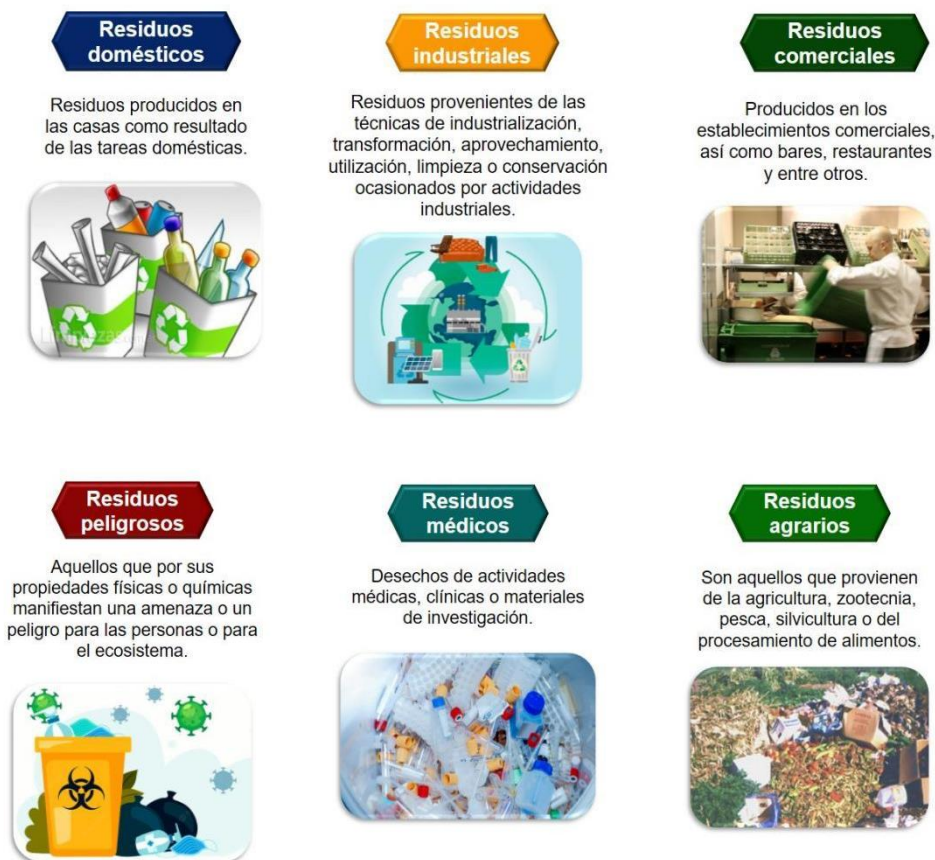 Residuos
domésticos
Residuos producidos en
las casas como resultado
de las tareas domésticas.
Limpiezas
Residuos
industriales
Residuos provenientes de las
técnicas de industrialización,
transformación, aprovechamiento,
utilización, limpieza o conservación
ocasionados por actividades
industriales.
Residuos
comerciales
Producidos en los
establecimientos comerciales,
así como bares, restaurantes
y entre otros.
Residuos
peligrosos
Aquellos que por sus
propiedades físicas o químicas
manifiestan una amenaza o un
peligro para las personas o para
el ecosistema.
Residuos
médicos
Desechos de actividades
médicas, clínicas o materiales
de investigación.
Residuos
agrarios
Son aquellos que provienen
de la agricultura, zootecnia,
pesca, silvicultura o del
procesamiento de alimentos.